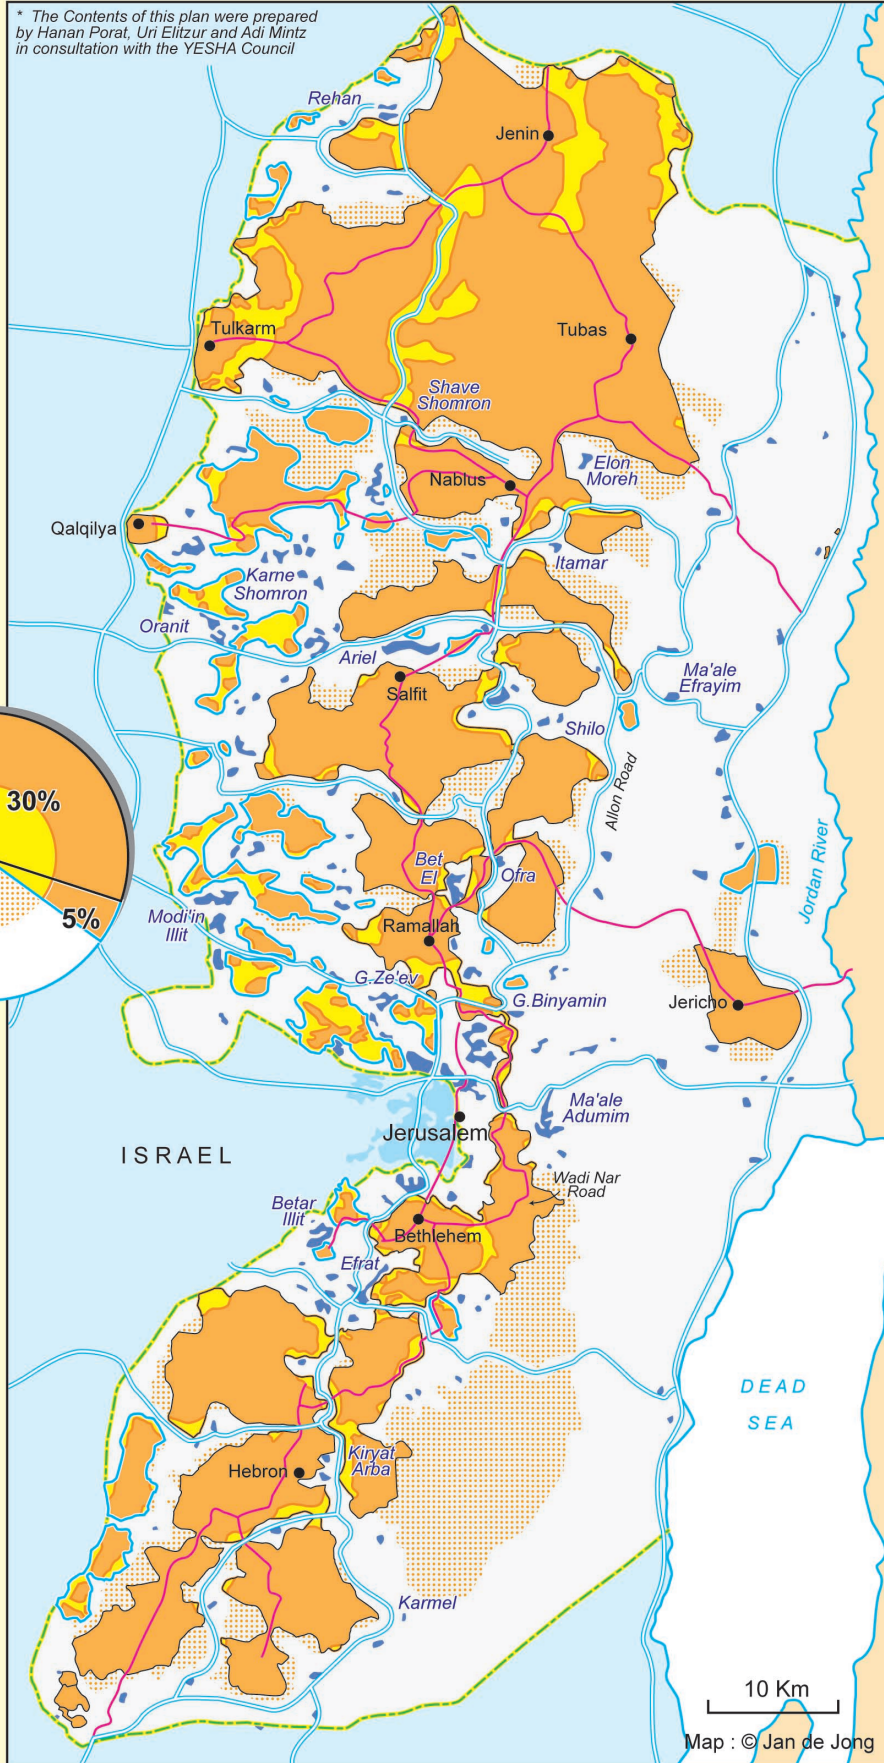 * The Contents of this plan were prepared
by Hanan Porat, Uri Elitzur and Adi Mintz
in consultation with the YESHA Council
Rehan
Jenin
Tulkarm
Tubas
Shave
Shomron
Nablus
Elon
Moreh
Qalqilya
Karne
Shomron
Itamar
Oranit
Ariel
Salfit
Ma'ale
Efrayim
Shilo
Allon Road
30%
5%
Bet
El
Ofra
Jordan River
Modi'in
Illit
Ramallah
G.Ze'ev
G.Binyamin
Jericho
Ma'ale
Adumim
Jerusalem
ISRAEL
Wadi Nar
Road
Betar
Illit
Bethlehem
Efrat
DEAD
SEA
Kiryat
Arba
Hebron
Karmel
10 Km
Map : © Jan de Jong